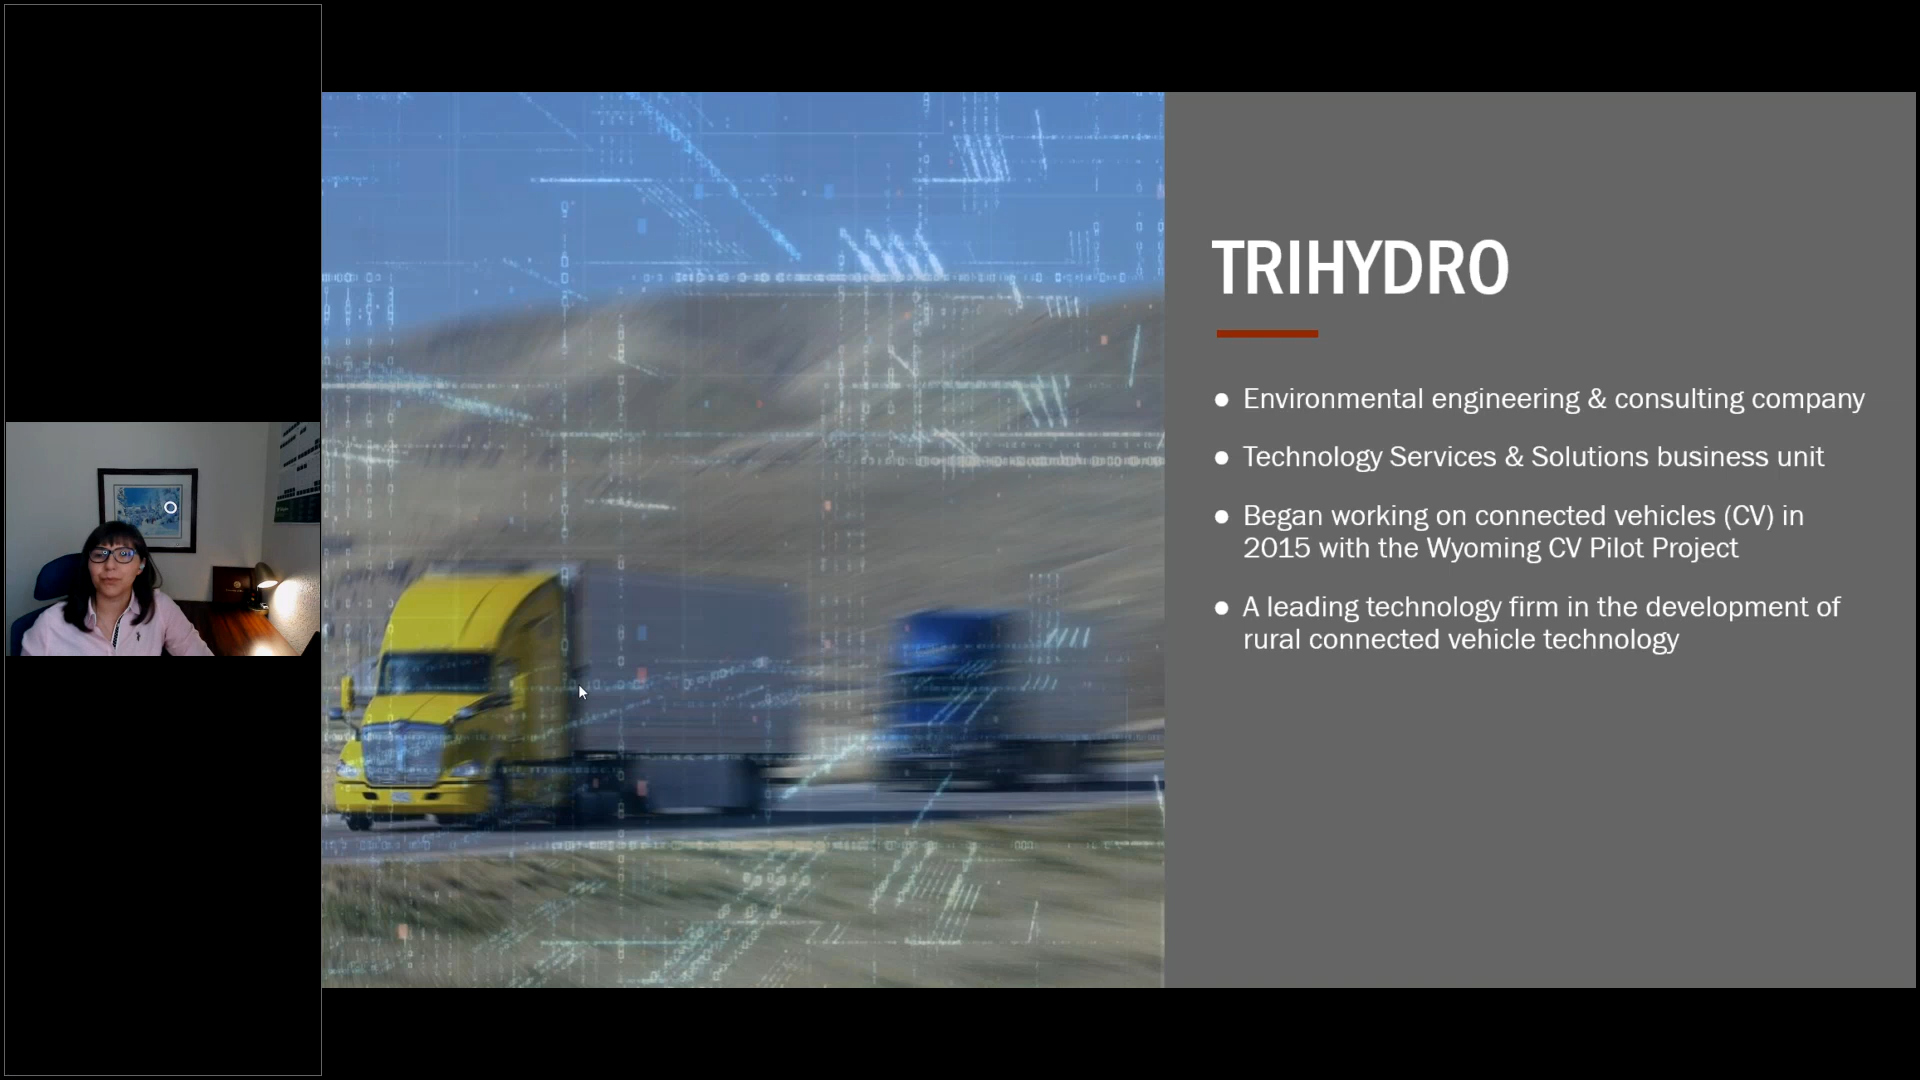 TRIHYDRO
● Environmental engineering & consulting company
● Technology Services & Solutions business unit
● Began working on connected vehicles (CV) in
2015 with the Wyoming CV Pilot Project
● A leading technology firm in the development of
rural connected vehicle technology